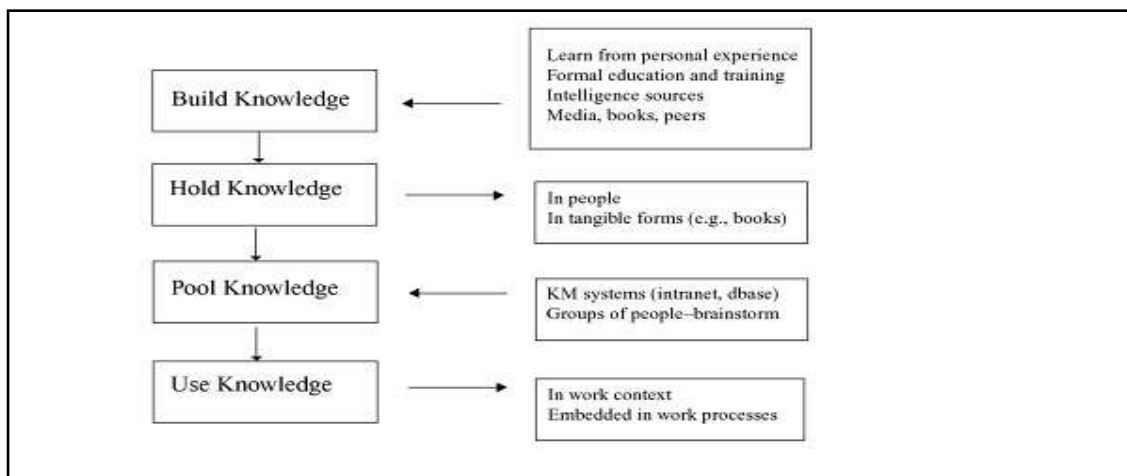 Build Knowledge
Learn from personal experience
Formal education and training
Intelligence sources
Media, books, peers
Hold Knowledge
In people
In tangible forms (e.g., books)
Pool Knowledge
KM systems (intranet, dbase)
Groups of people–brainstorm
Use Knowledge
In work context
Embedded in work processes